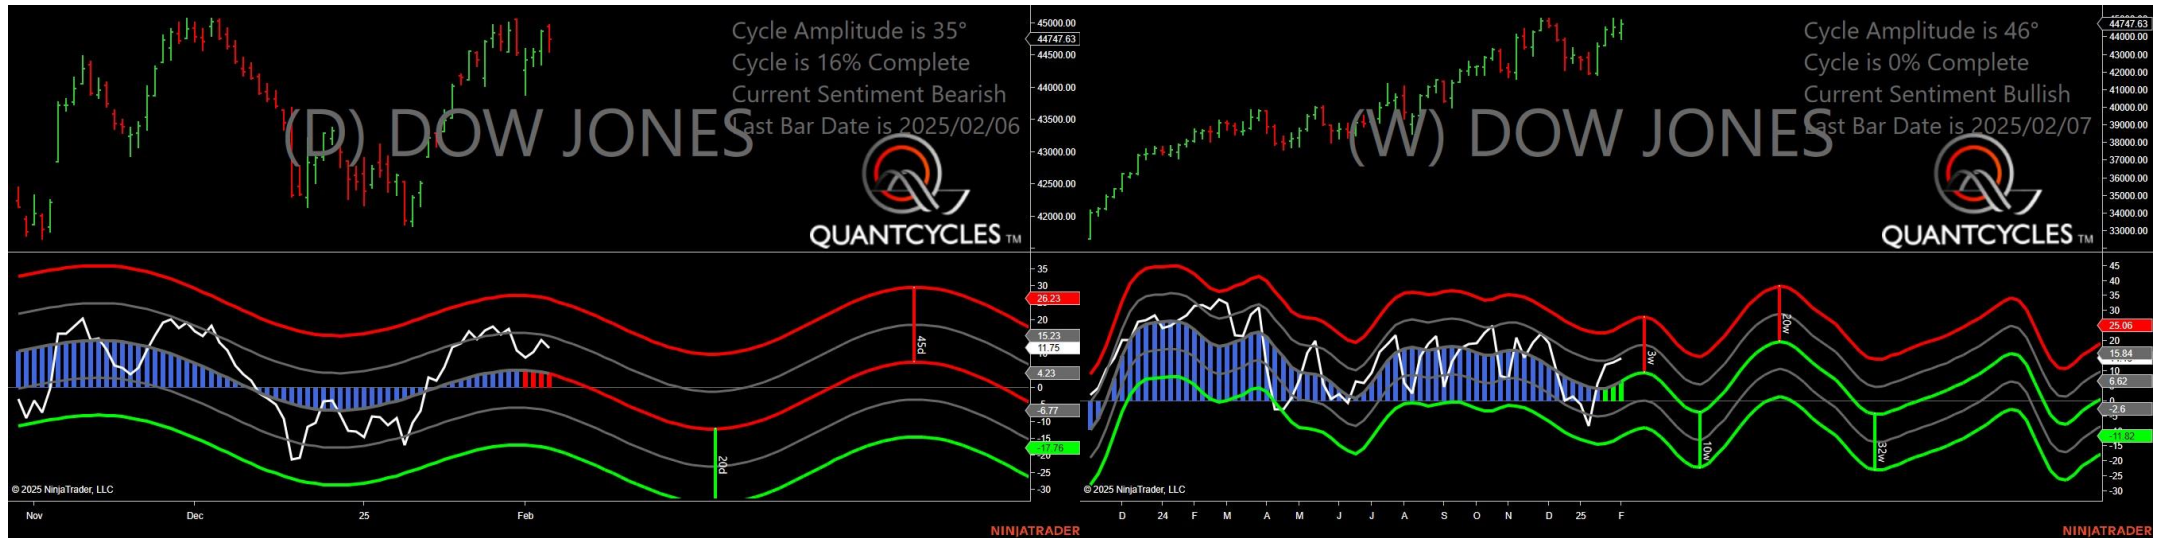 Cycle Amplitude is 35°
Cycle is 16% Complete
Current Sentiment Bearish
Last Bar Date is 2025/02/06
(D) DOW JONES
QUANTCYCLES TM
45000.00
44747.63
44500.00
44000.00
43500.00
43000.00
42500.00
42000.00
35
30
26.23
20
15.23
11.75
4.23
0
-5
-6.77
-10
-15
-17.76
-20
-25
-30
45d
20d
© 2025 NinjaTrader, LLC
Nov Dec 25 Feb
NINJATRADER
Cycle Amplitude is 46°
Cycle is 0% Complete
Current Sentiment Bullish
Last Bar Date is 2025/02/07
(W) DOW JONES
QUANTCYCLES TM
44747.63
44000.00
42000.00
41000.00
40000.00
39000.00
38000.00
36000.00
35000.00
34000.00
33000.00
45
40
35
30
25.06
20
15.84
10
6.62
0
-2.6
-5
-11.82
-15
-20
-25
-30
3w
20w
10w
32w
© 2025 NinjaTrader, LLC
D 24 F M A M J J A S O N D 25 F
NINJATRADER